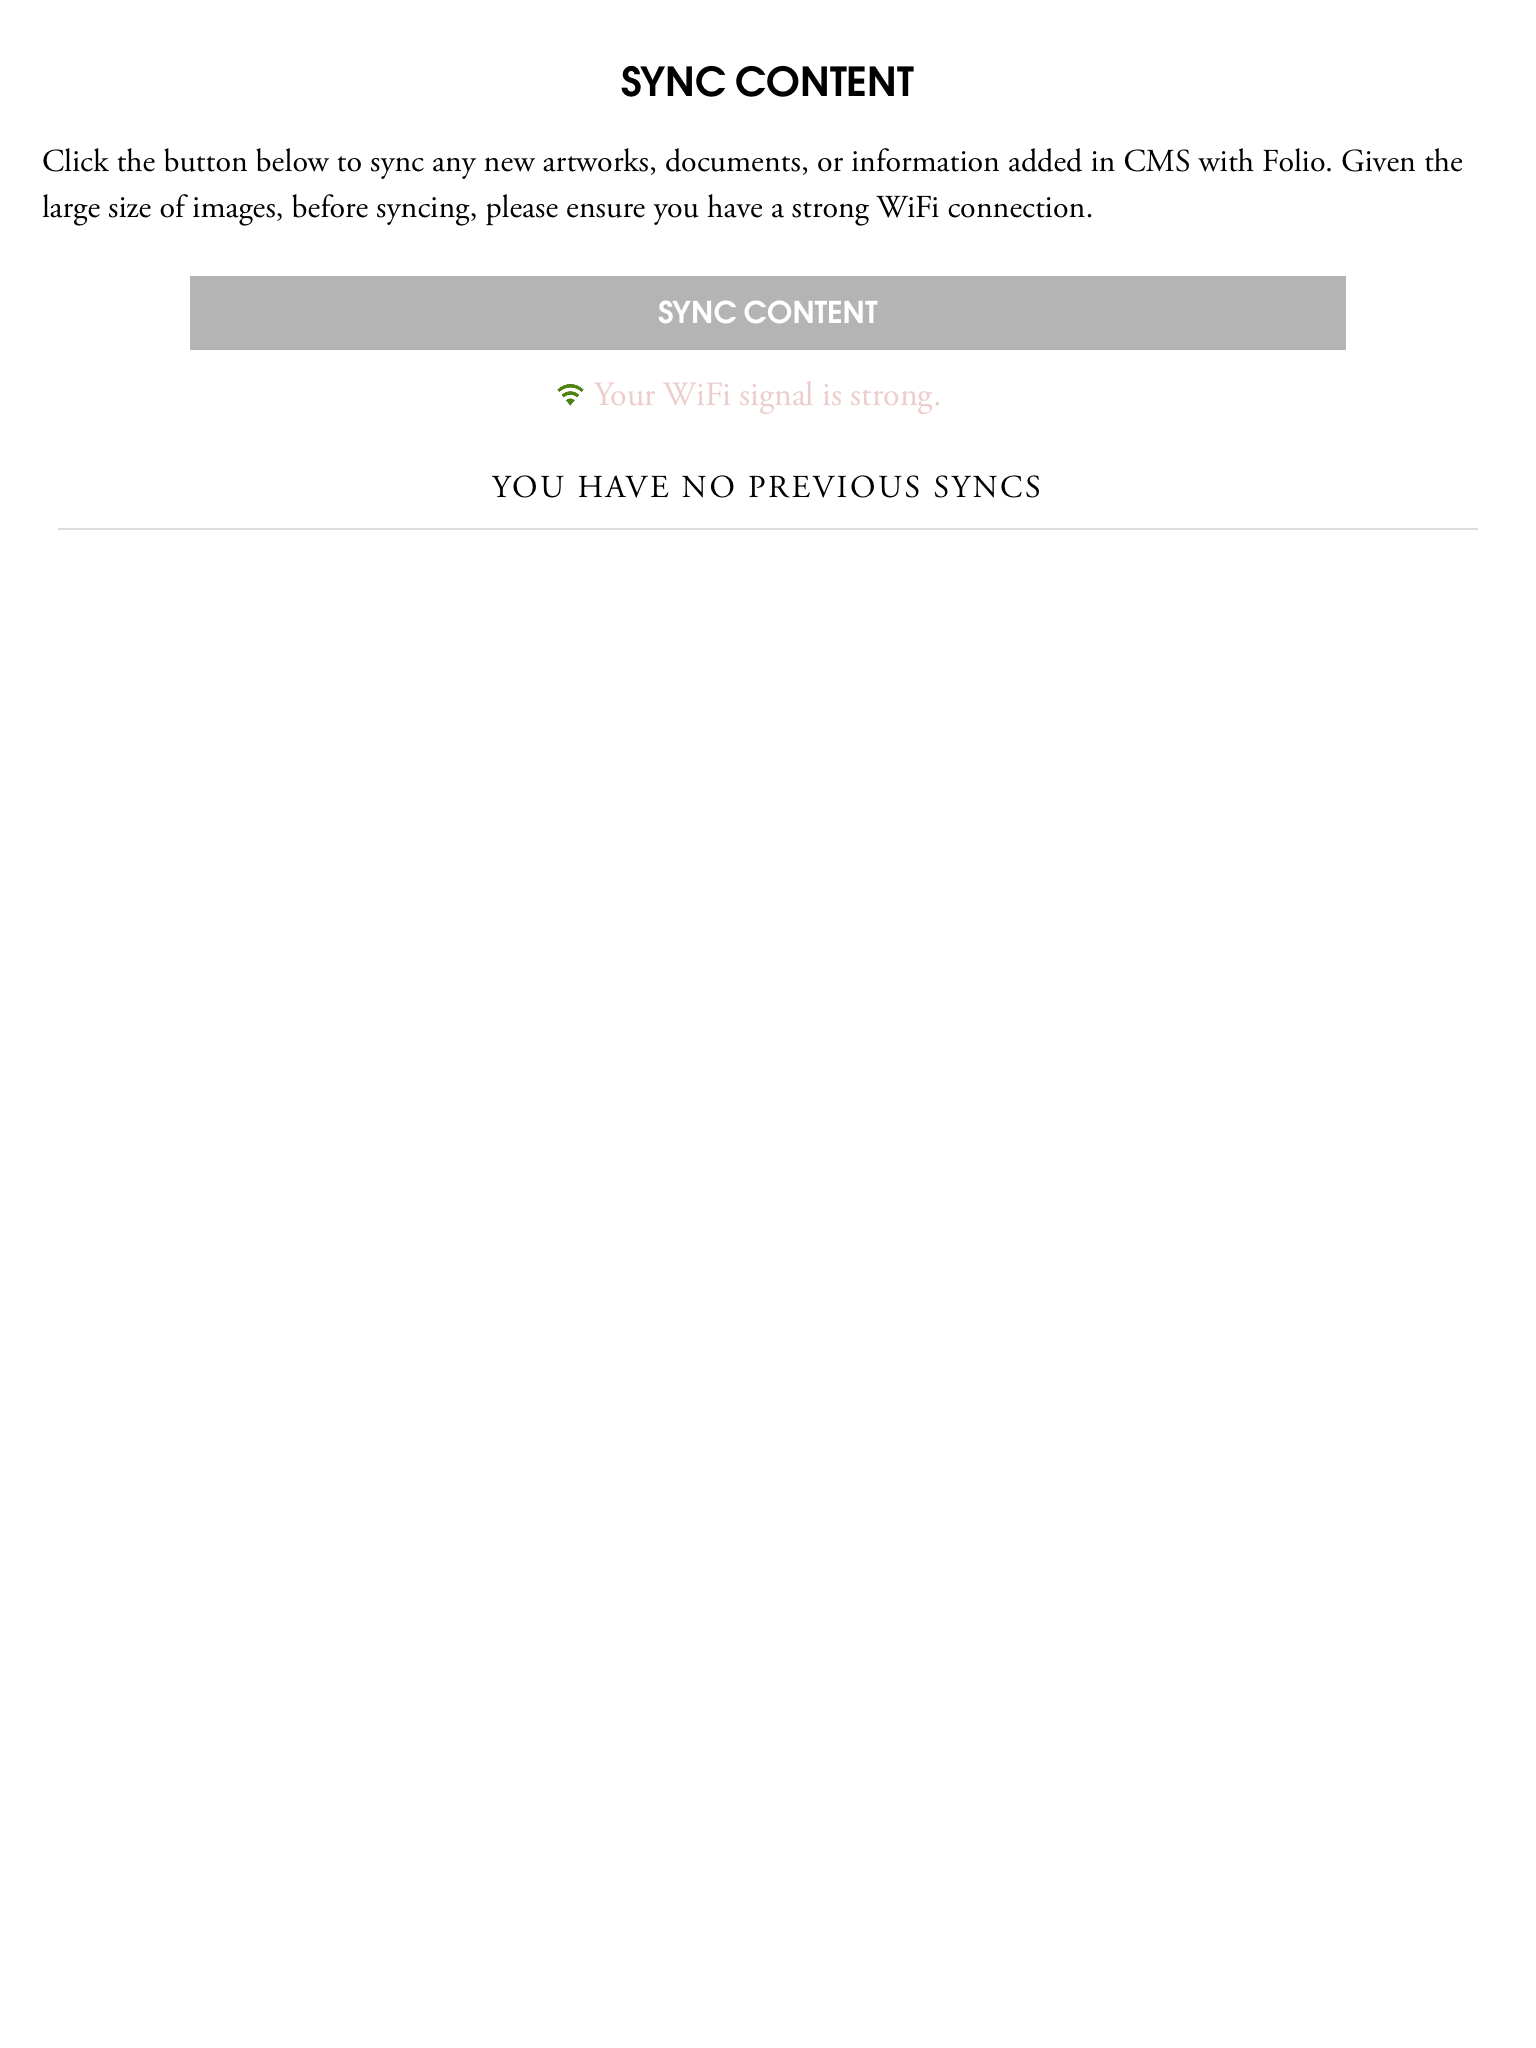 SYNC CONTENT
Click the button below to sync any new artworks, documents, or information added in CMS with Folio. Given the
large size of images, before syncing, please ensure you have a strong WiFi connection.
SYNC CONTENT
Your WiFi signal is strong.
YOU HAVE NO PREVIOUS SYNCS